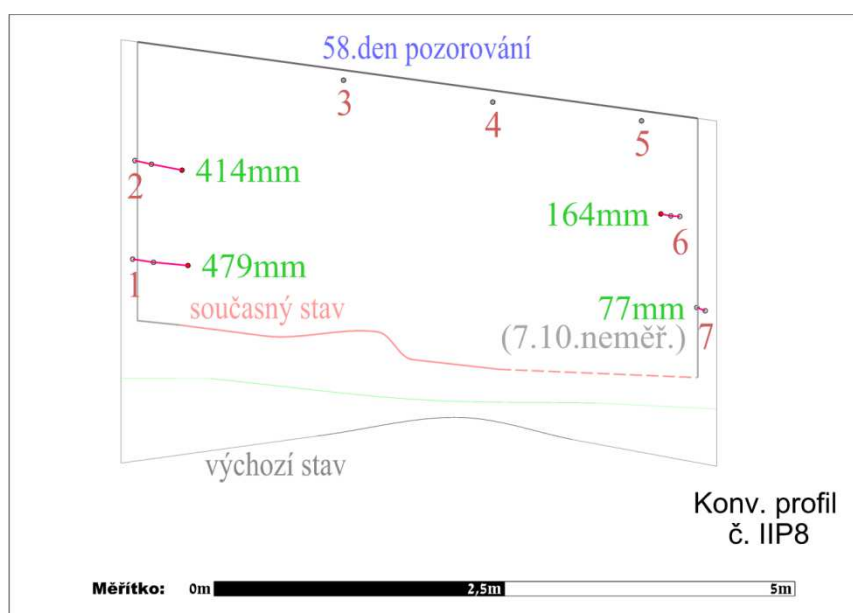 58.den pozorování
3
4
5
2
414mm
164mm
6
1
479mm
současný stav
77mm
7
(7.10.neměř.)
výchozí stav
Konv. profil
č. IIP8
Měřítko: 0m 2,5m 5m